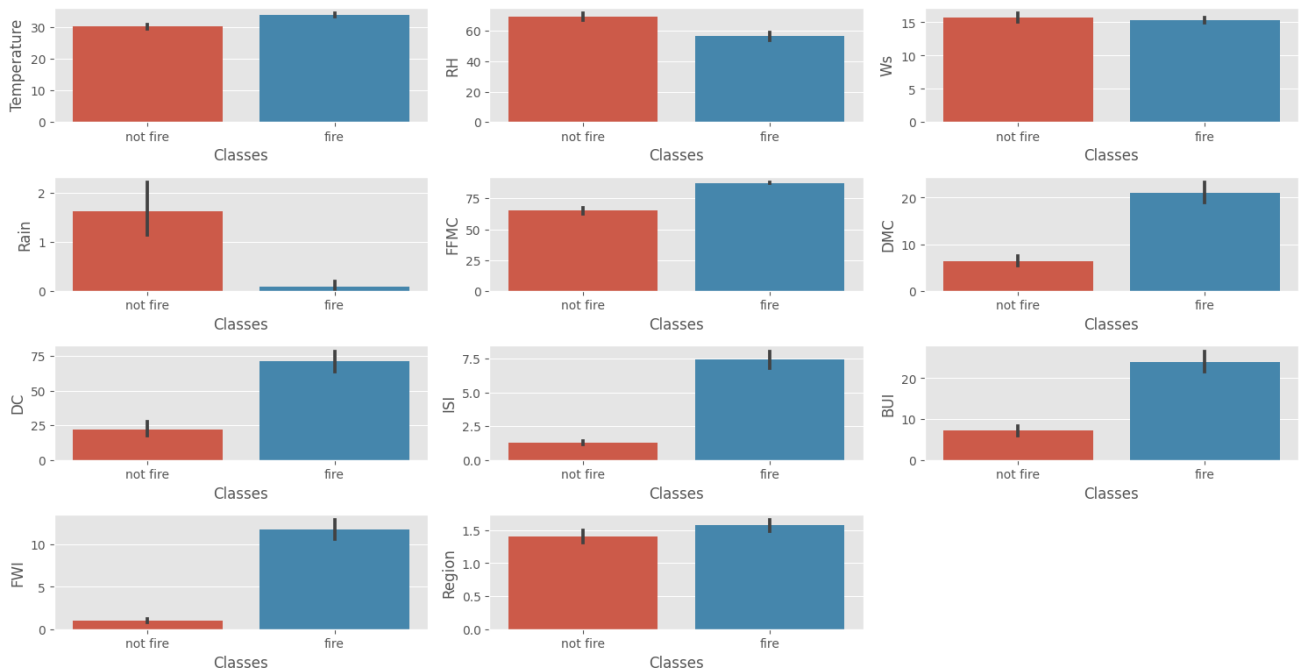 Temperature
30
20
10
0
not fire
fire
Classes
RH
60
40
20
0
not fire
fire
Classes
Ws
15
10
5
0
not fire
fire
Classes
Rain
2
1
0
not fire
fire
Classes
FFMC
75
50
25
0
not fire
fire
Classes
DMC
20
10
0
not fire
fire
Classes
DC
75
50
25
0
not fire
fire
Classes
ISI
7.5
5.0
2.5
0.0
not fire
fire
Classes
BUI
20
10
0
not fire
fire
Classes
FWI
10
5
0
not fire
fire
Classes
Region
1.5
1.0
0.5
0.0
not fire
fire
Classes